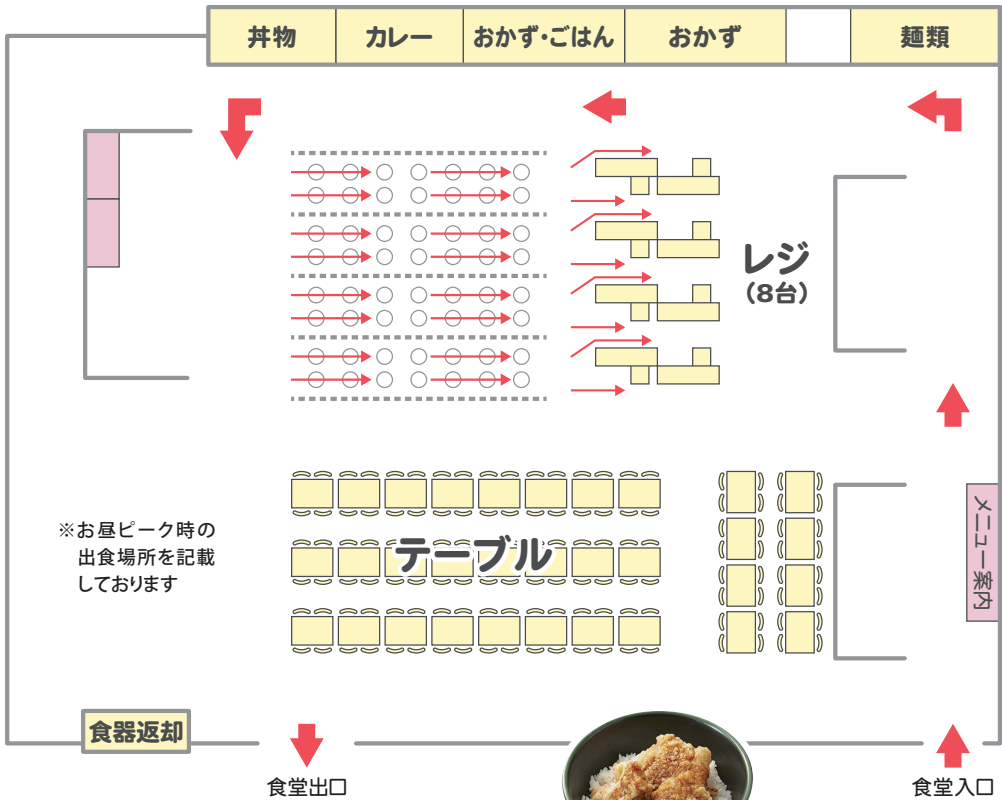 丼物
カレー
おかず・ごはん
おかず
麺類
レジ
（8台）
メニュー案内
テーブル
※お昼ピーク時の
出食場所を記載
しております
食器返却
食堂出口
食堂入口